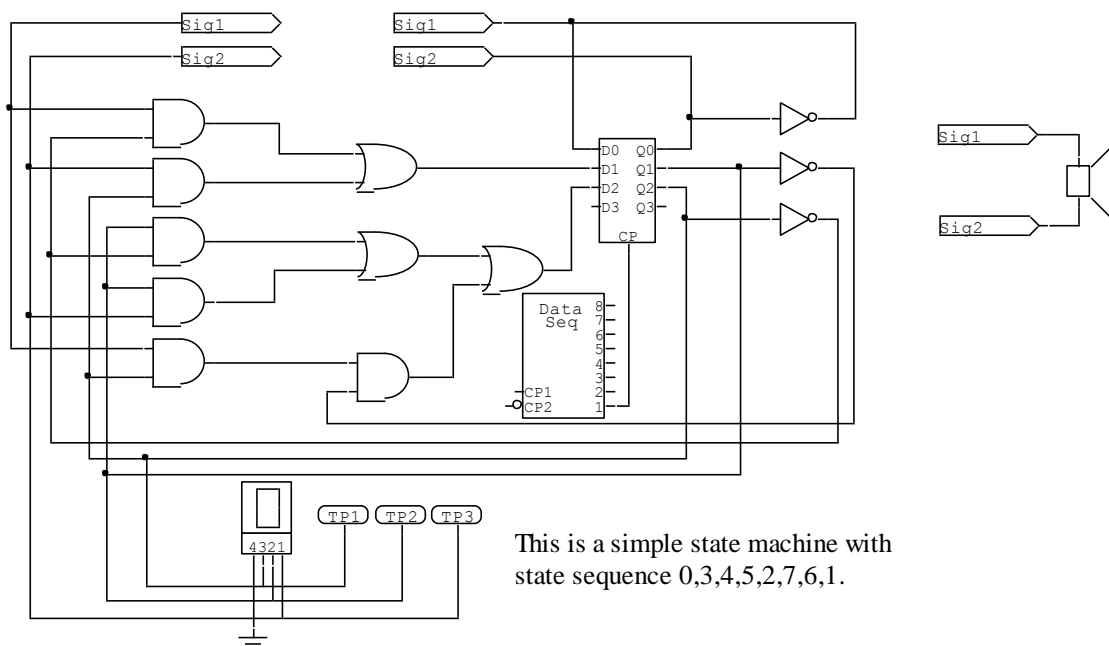 Sig1
Sig2
Sig1
Sig2
Sig1
Sig2
D0 Q0
D1 Q1
D2 Q2
D3 Q3
CP
Data
Seq
8
7
6
5
4
3
2
1
CP1
CP2
4321
TP1 TP2 TP3
This is a simple state machine with
state sequence 0,3,4,5,2,7,6,1.